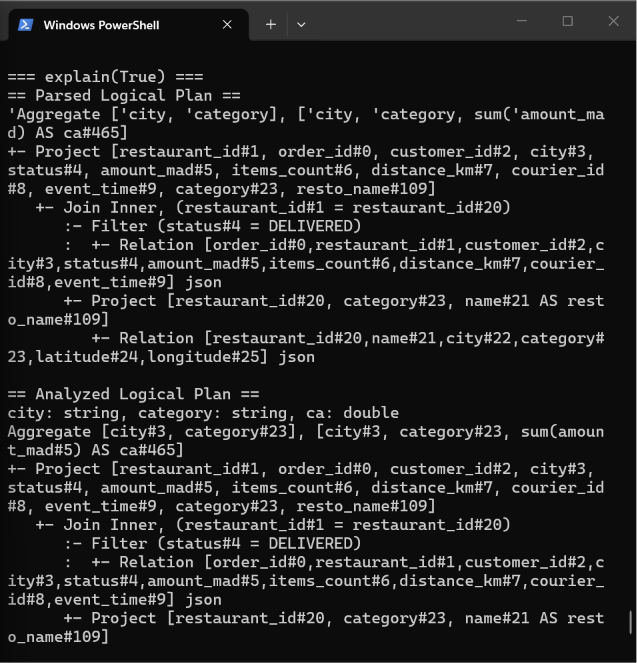 Windows PowerShell
=== explain(True) ===
== Parsed Logical Plan ==
'Aggregate ['city, 'category], ['city, 'category, sum('amount_ma
d) AS ca#465]
+- Project [restaurant_id#1, order_id#0, customer_id#2, city#3,
status#4, amount_mad#5, items_count#6, distance_km#7, courier_id
#8, event_time#9, category#23, resto_name#109]
   +- Join Inner, (restaurant_id#1 = restaurant_id#20)
      :- Filter (status#4 = DELIVERED)
      :  +- Relation [order_id#0,restaurant_id#1,customer_id#2,c
ity#3,status#4,amount_mad#5,items_count#6,distance_km#7,courier_
id#8,event_time#9] json
      +- Project [restaurant_id#20, category#23, name#21 AS rest
o_name#109]
         +- Relation [restaurant_id#20,name#21,city#22,category#
23,latitude#24,longitude#25] json
== Analyzed Logical Plan ==
city: string, category: string, ca: double
Aggregate [city#3, category#23], [city#3, category#23, sum(amoun
t_mad#5) AS ca#465]
+- Project [restaurant_id#1, order_id#0, customer_id#2, city#3,
status#4, amount_mad#5, items_count#6, distance_km#7, courier_id
#8, event_time#9, category#23, resto_name#109]
   +- Join Inner, (restaurant_id#1 = restaurant_id#20)
      :- Filter (status#4 = DELIVERED)
      :  +- Relation [order_id#0,restaurant_id#1,customer_id#2,c
ity#3,status#4,amount_mad#5,items_count#6,distance_km#7,courier_
id#8,event_time#9] json
      +- Project [restaurant_id#20, category#23, name#21 AS rest
o_name#109]